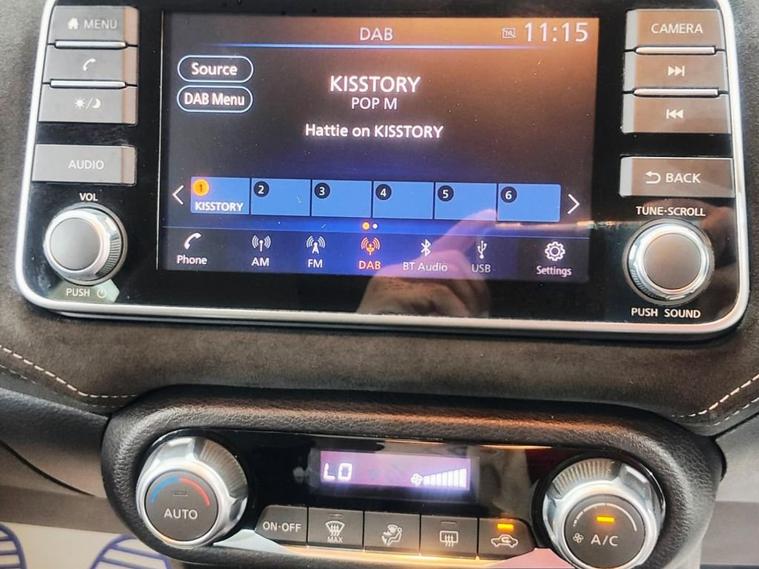 MENU
DAB
11:15
CAMERA
Source
DAB Menu
KISSTORY
POP M
Hattie on KISSTORY
AUDIO
BACK
1
2
3
4
5
6
KISSTORY
VOL
TUNE·SCROLL
Phone
AM
FM
DAB
BT Audio
USB
Settings
PUSH
PUSH SOUND
LO
AUTO
ON·OFF
MAX
A/C